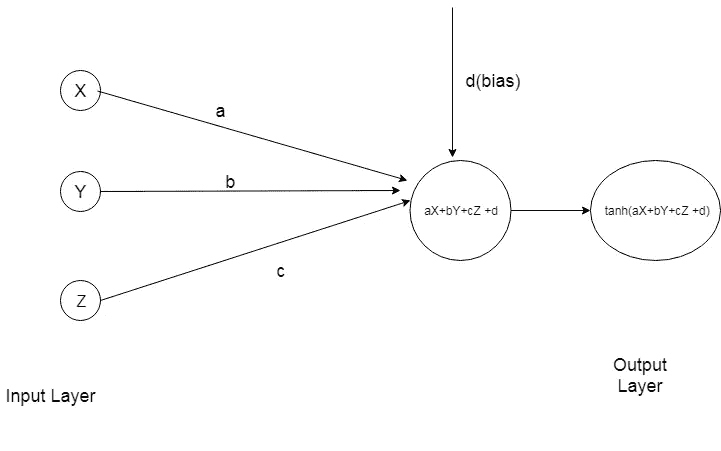 d(bias)
X
a
Y
b
aX+bY+cZ +d
tanh(aX+bY+cZ +d)
c
Z
Output
Layer
Input Layer